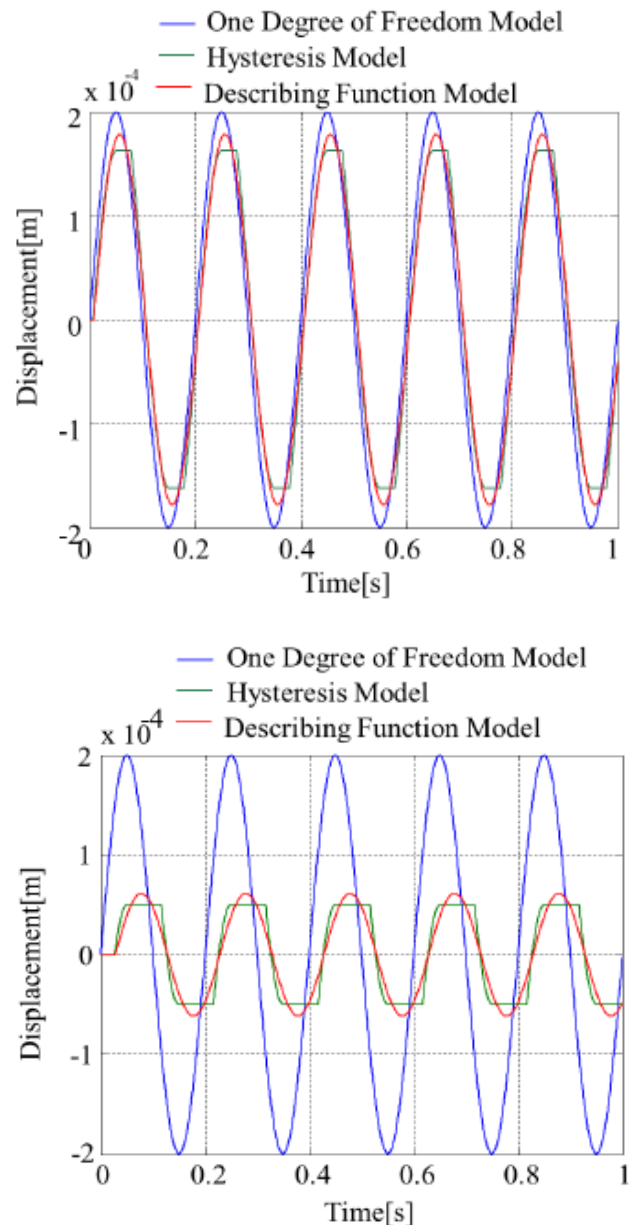 One Degree of Freedom Model
Hysteresis Model
x 10-4
Describing Function Model
2
1
0
-1
-2
Displacement[m]
0 0.2 0.4 0.6 0.8 1
Time[s]
One Degree of Freedom Model
Hysteresis Model
Describing Function Model
x 10-4
2
1
0
-1
-2
Displacement[m]
0 0.2 0.4 0.6 0.8 1
Time[s]